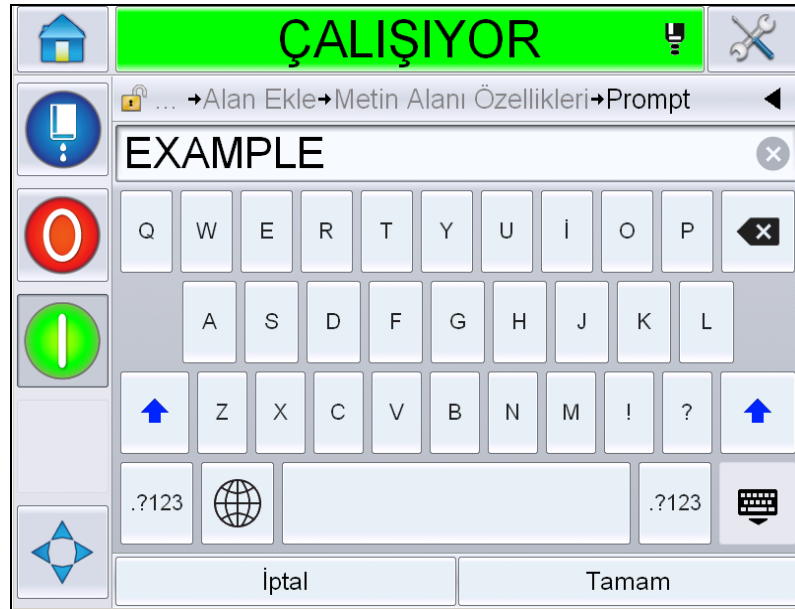 ÇALIŞIYOR
... →Alan Ekle→Metin Alanı Özellikleri→Prompt
EXAMPLE
Q W E R T Y U İ O P
A S D F G H J K L
Z X C V B N M ! ?
.?123 .?123
İptal Tamam